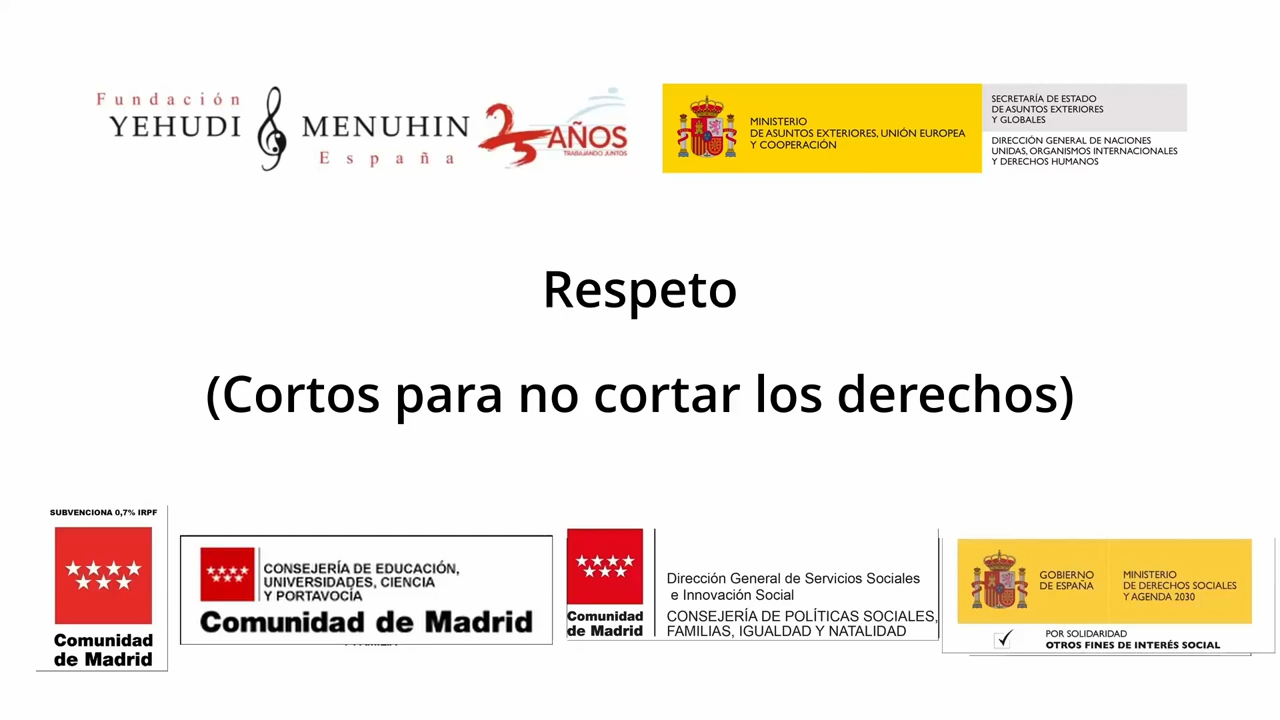 Fundación
YEHUDI MENUHIN
España
25 AÑOS
TRABAJANDO JUNTOS
MINISTERIO
DE ASUNTOS EXTERIORES, UNIÓN EUROPEA
Y COOPERACIÓN
SECRETARÍA DE ESTADO
DE ASUNTOS EXTERIORES
Y GLOBALES
DIRECCIÓN GENERAL DE NACIONES
UNIDAS, ORGANISMOS INTERNACIONALES
Y DERECHOS HUMANOS
Respeto
(Cortos para no cortar los derechos)
SUBVENCIONA 0,7% IRPF
Comunidad
de Madrid
CONSEJERÍA DE EDUCACIÓN,
UNIVERSIDADES, CIENCIA
Y PORTAVOCÍA
Comunidad de Madrid
Comunidad
de Madrid
Dirección General de Servicios Sociales
e Innovación Social
CONSEJERÍA DE POLÍTICAS SOCIALES,
FAMILIAS, IGUALDAD Y NATALIDAD
GOBIERNO
DE ESPAÑA
MINISTERIO
DE DERECHOS SOCIALES
Y AGENDA 2030
POR SOLIDARIDAD
OTROS FINES DE INTERÉS SOCIAL